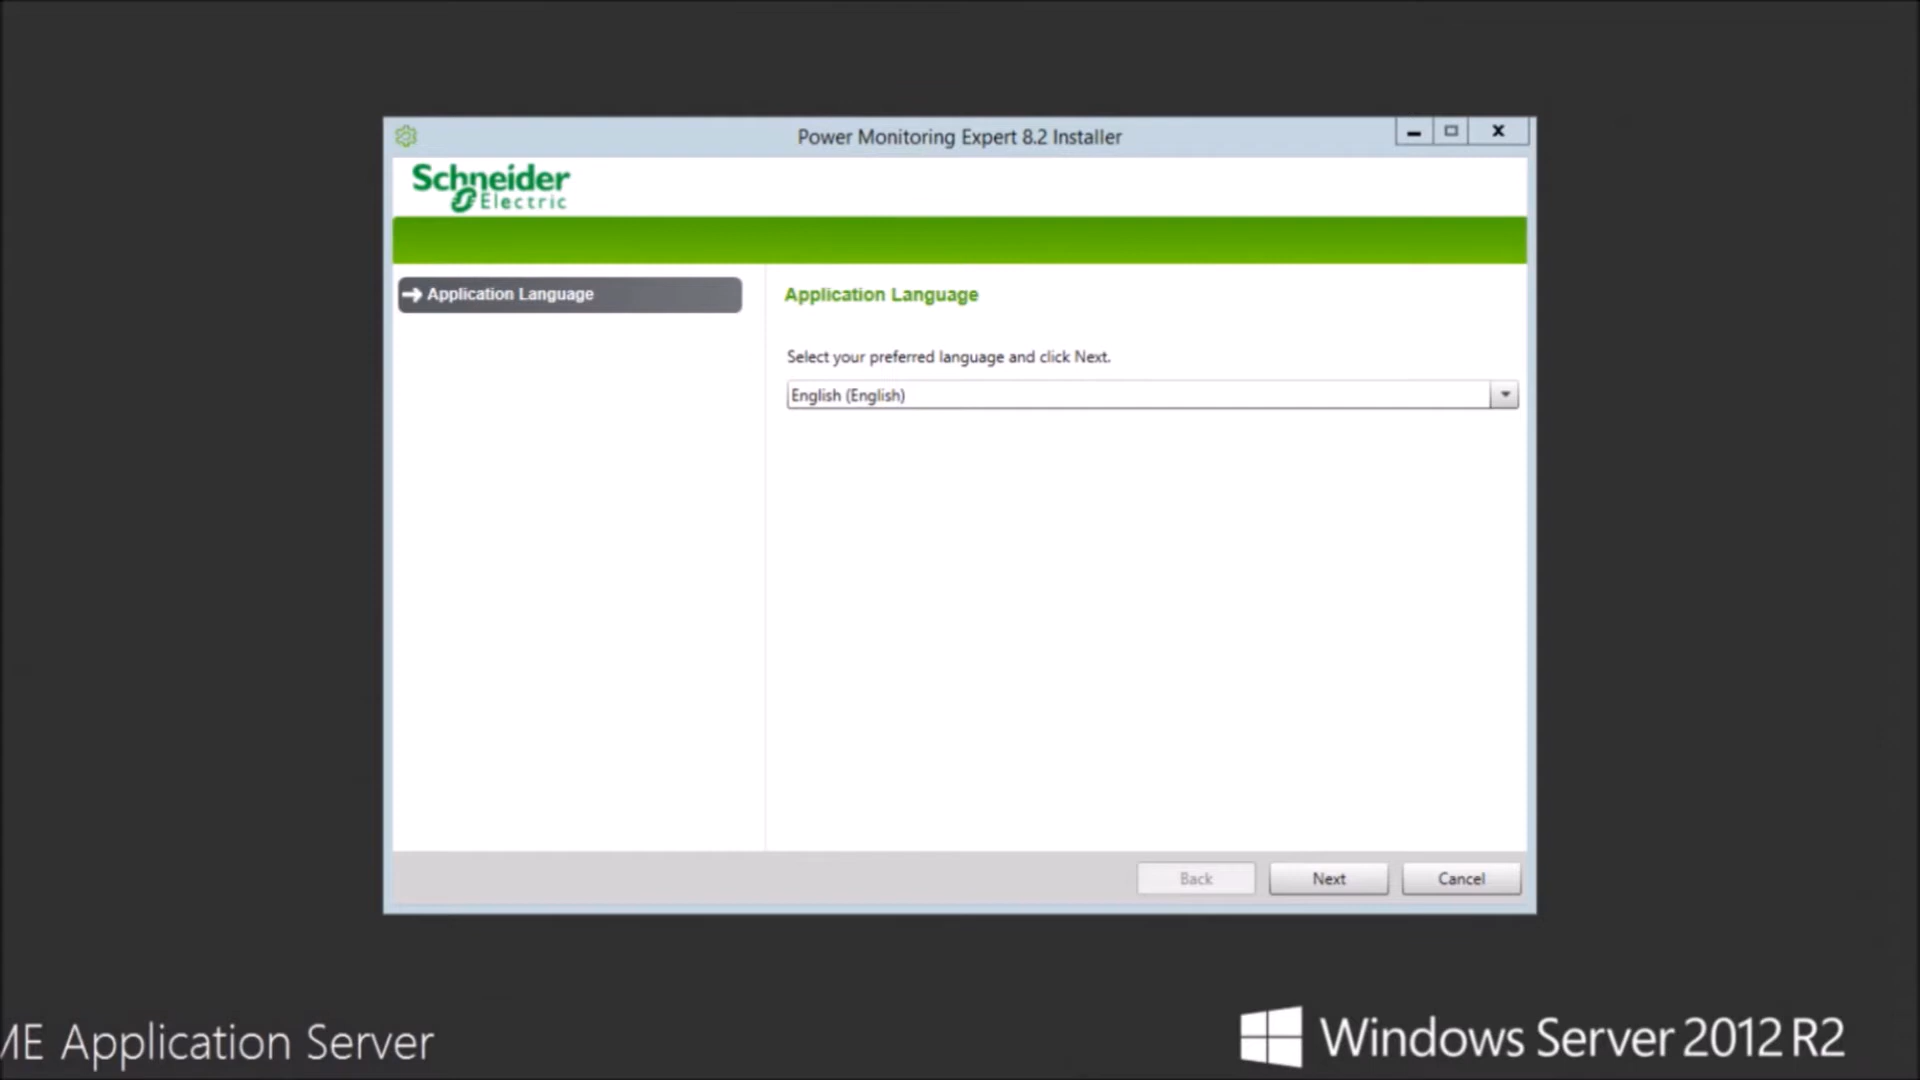 Power Monitoring Expert 8.2 Installer
Schneider
Electric
Application Language
Application Language
Select your preferred language and click Next.
English (English)
Back
Next
Cancel
ME Application Server
Windows Server 2012 R2